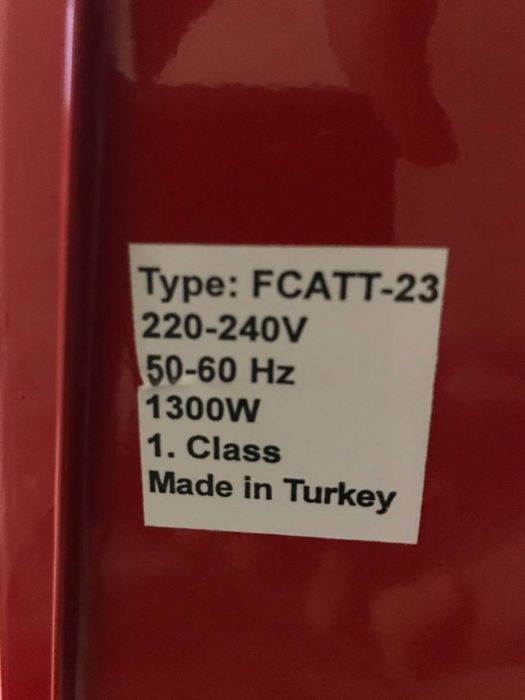 Type: FCATT-23
220-240V
50-60 Hz
1300W
1. Class
Made in Turkey